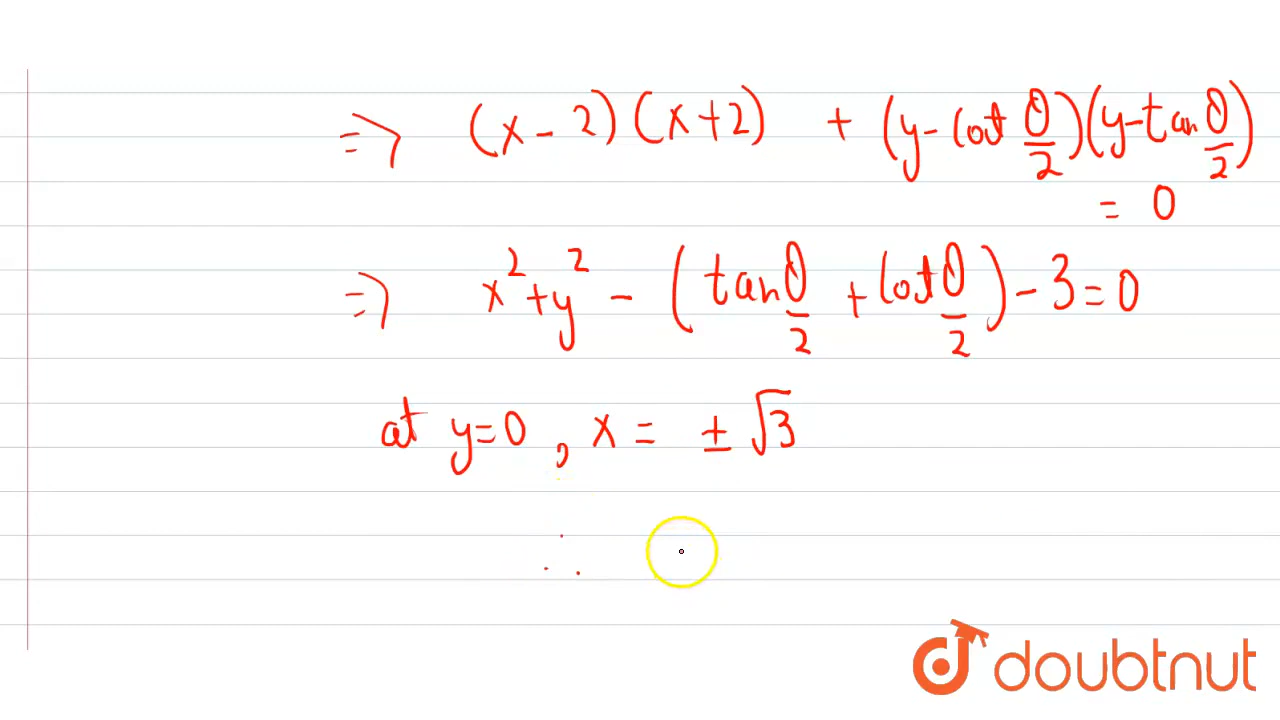 => (x-2)(x+2) + (y-cot θ/2)(y-tan θ/2)
= 0
=> x² + y² - (tan θ/2 + cot θ/2) - 3 = 0
at y=0, x = ± √3
∴
doubtnut